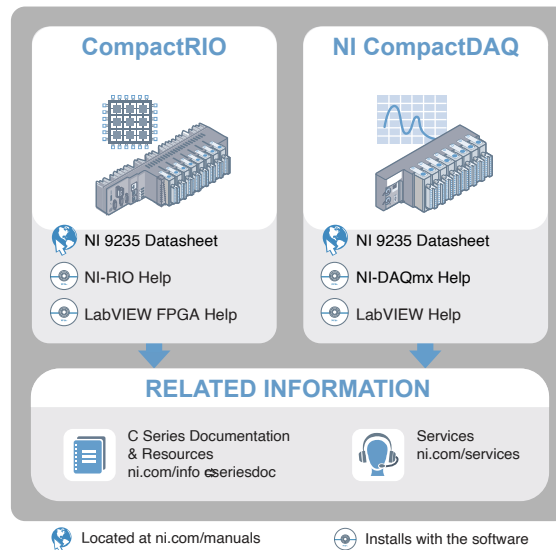 CompactRIO
NI 9235 Datasheet
NI-RIO Help
LabVIEW FPGA Help
NI CompactDAQ
NI 9235 Datasheet
NI-DAQmx Help
LabVIEW Help
RELATED INFORMATION
C Series Documentation
& Resources
ni.com/info cseriesdoc
Services
ni.com/services
Located at ni.com/manuals
Installs with the software